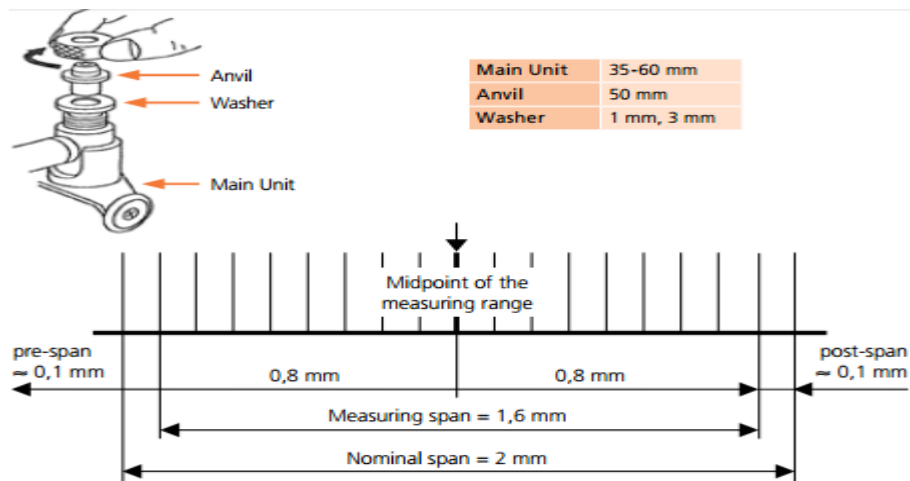 Anvil
Washer
Main Unit
Main Unit 35-60 mm
Anvil 50 mm
Washer 1 mm, 3 mm
Midpoint of the
measuring range
pre-span
≈ 0,1 mm
0,8 mm
0,8 mm
post-span
≈ 0,1 mm
Measuring span = 1,6 mm
Nominal span = 2 mm